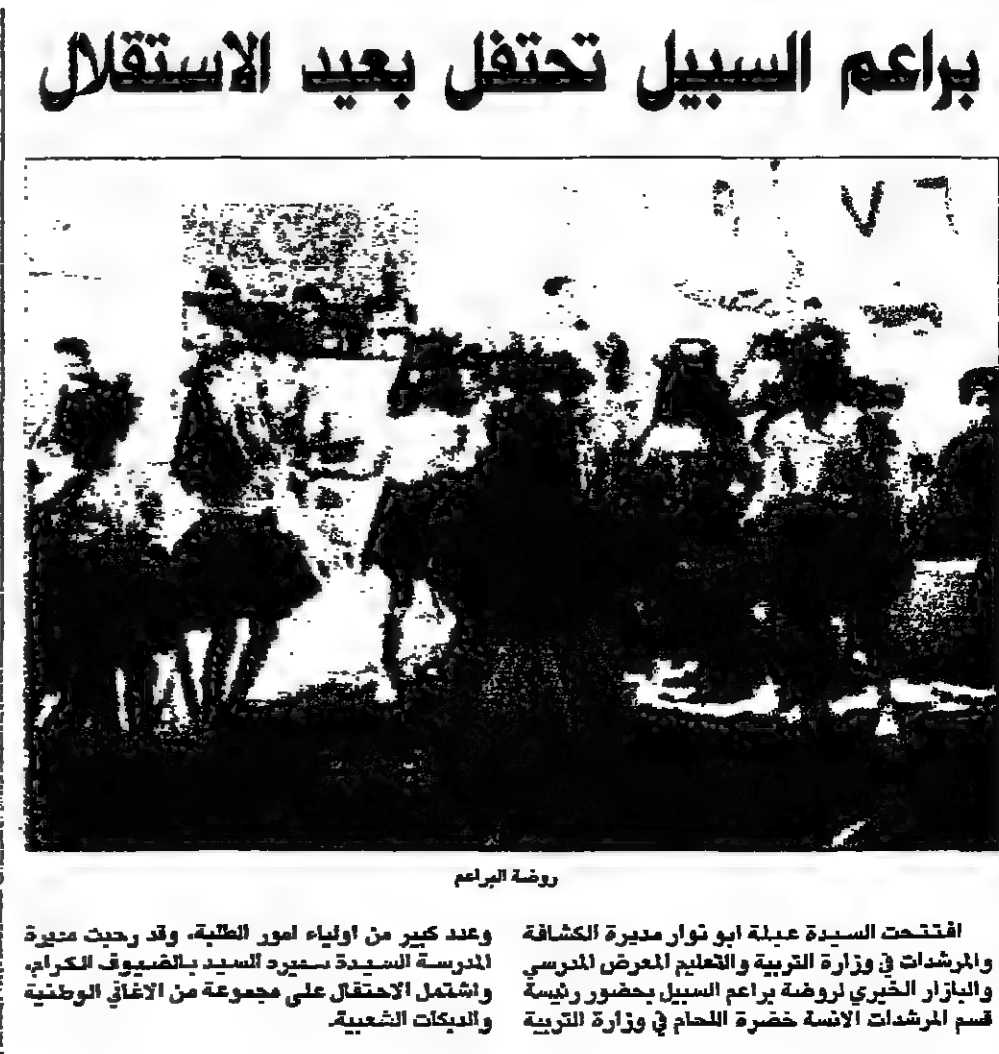 براعم السبيل تحتفل بعيد الاستقلال
روضة البراعم
افتتحت السيدة عبلة ابو نوار مديرة الكشافة
والمرشدات في وزارة التربية والتعليم المعرض المدرسي
والبازار الخيري لروضة براعم السبيل بحضور رئيسة
قسم المرشدات الانسة خضرة اللحام في وزارة التربية
وعدد كبير من اولياء امور الطلبة، وقد رحبت مديرة
المدرسة السيدة السيد بالضيوف الكرام،
واشتمل الاحتفال على مجموعة من الاغاني الوطنية
والدبكات الشعبية.